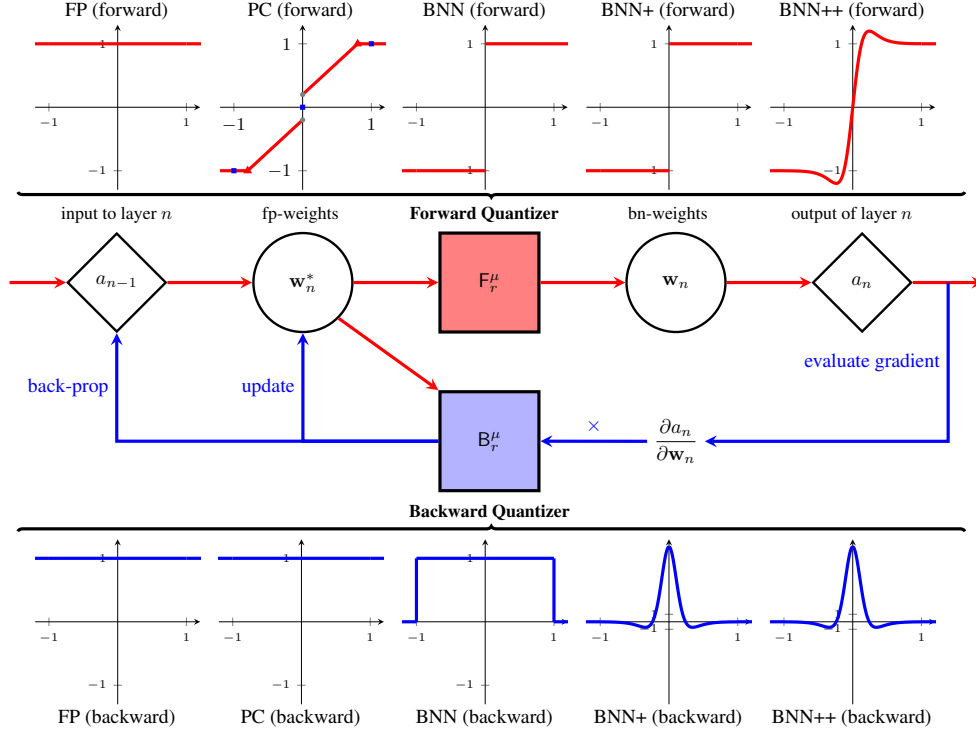 FP (forward) PC (forward) BNN (forward) BNN+ (forward) BNN++ (forward)
1 1 1 1 1
−1 1 −1 1 −1 1 −1 1 −1 1
−1 −1 −1 −1 −1
input to layer n fp-weights Forward Quantizer bn-weights output of layer n
a_{n−1} w*_n F^μ_r w_n a_n
back-prop update evaluate gradient
B^μ_r × ∂a_n
∂w_n
Backward Quantizer
1 1 1 1 1
−1 1 −1 1 −1 1 −1 1 −1 1
−1 −1 −1 −1 −1
FP (backward) PC (backward) BNN (backward) BNN+ (backward) BNN++ (backward)